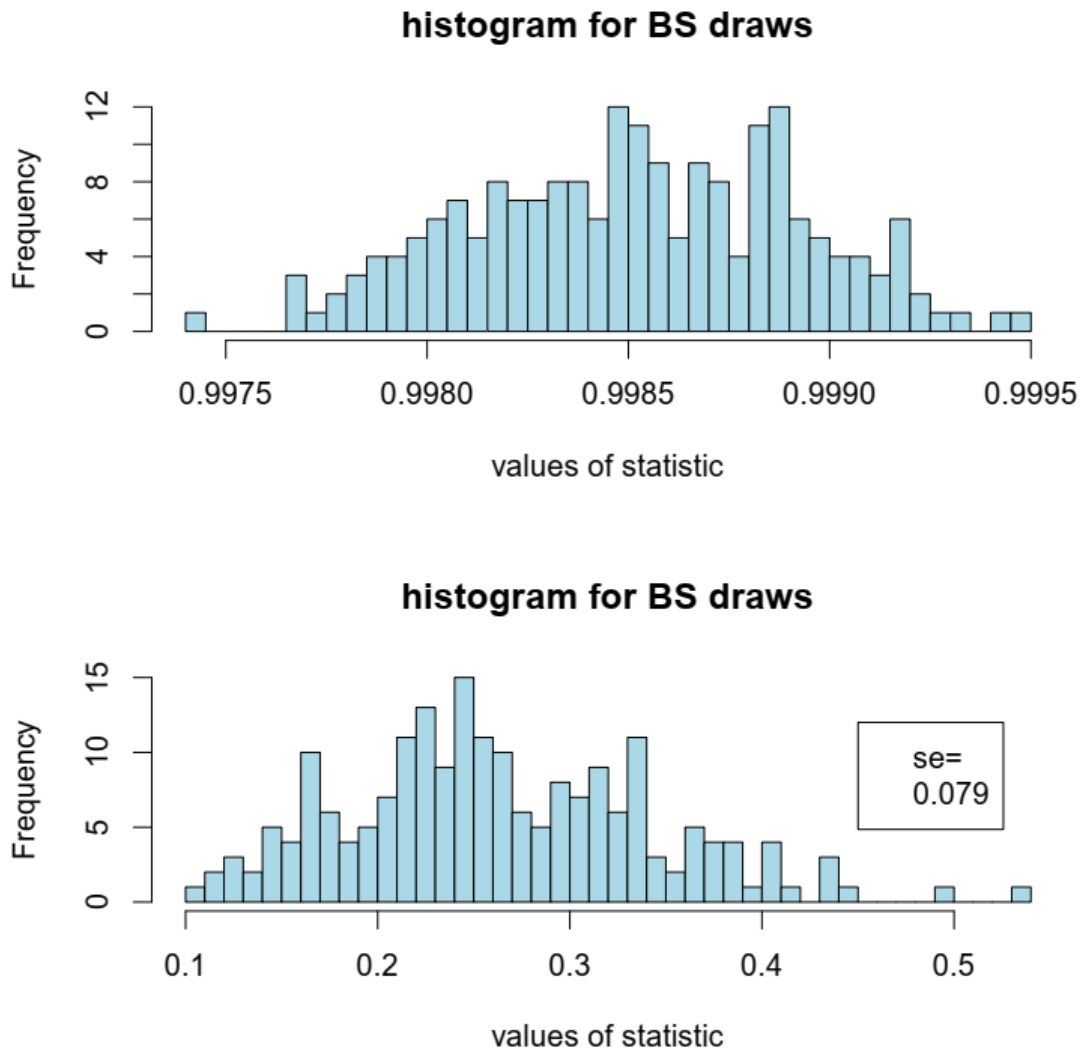 histogram for BS draws
Frequency
12
8
4
0
0.9975 0.9980 0.9985 0.9990 0.9995
values of statistic
histogram for BS draws
Frequency
15
10
5
0
se=
0.079
0.1 0.2 0.3 0.4 0.5
values of statistic